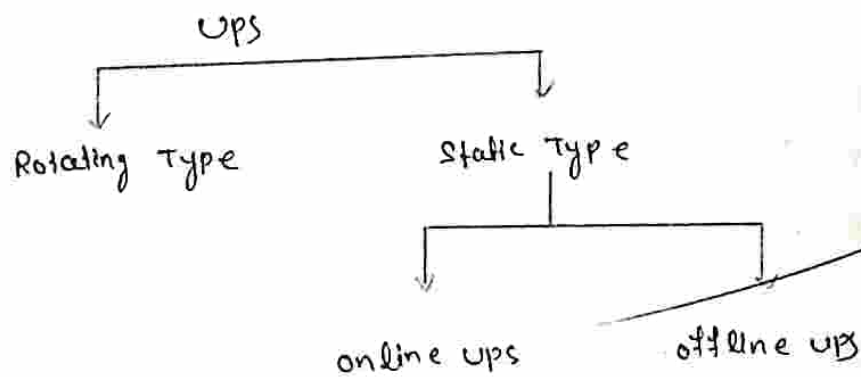 UPS
Rotating Type
Static Type
online UPS
offline UPS